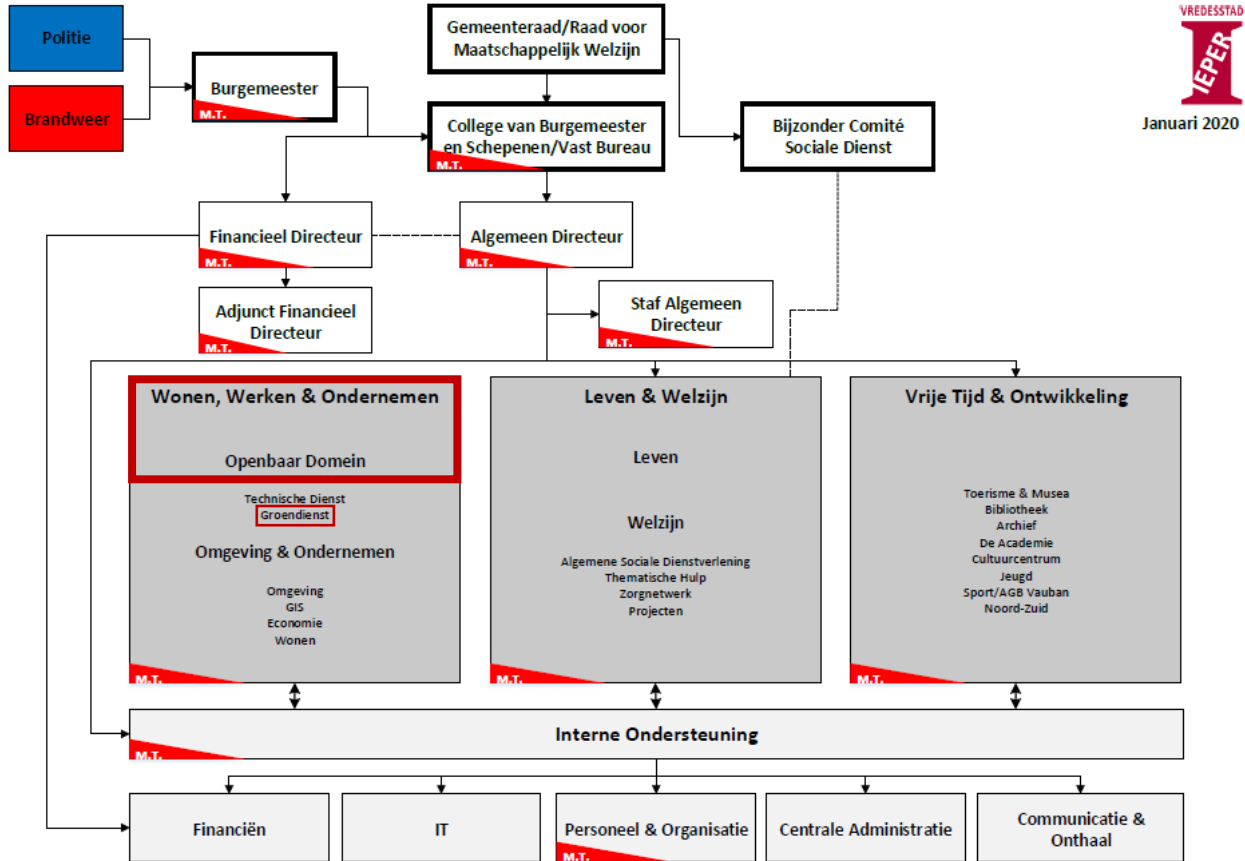 Politie
Brandweer
Burgemeester
M.T.
Gemeenteraad/Raad voor
Maatschappelijk Welzijn
College van Burgemeester
en Schepenen/Vast Bureau
M.T.
Bijzonder Comité
Sociale Dienst
VREDESSTAD
IEPER
Januari 2020
Financieel Directeur
M.T.
Algemeen Directeur
M.T.
Adjunct Financieel
Directeur
M.T.
Staf Algemeen
Directeur
M.T.
Wonen, Werken & Ondernemen
Openbaar Domein
Technische Dienst
Groendienst
Omgeving & Ondernemen
Omgeving
GIS
Economie
Wonen
M.T.
Leven & Welzijn
Leven
Welzijn
Algemene Sociale Dienstverlening
Thematische Hulp
Zorgnetwerk
Projecten
M.T.
Vrije Tijd & Ontwikkeling
Toerisme & Musea
Bibliotheek
Archief
De Academie
Cultuurcentrum
Jeugd
Sport/AGB Vauban
Noord-Zuid
M.T.
Interne Ondersteuning
M.T.
Financiën
IT
Personeel & Organisatie
M.T.
Centrale Administratie
Communicatie &
Onthaal